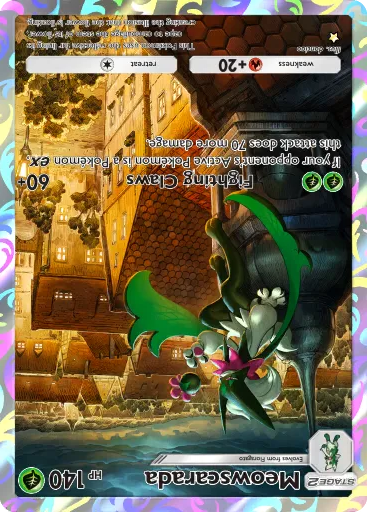 STAGE2
Evolves from Floragato
Meowscarada
HP 140
Fighting Claws 60+
If your opponent's Active Pokémon is a Pokémon ex,
this attack does 70 more damage.
weakness +20
retreat
This Pokémon uses the reflective fur lining its
cape to camouflage the stem of its flower,
creating the illusion that the flower is floating.